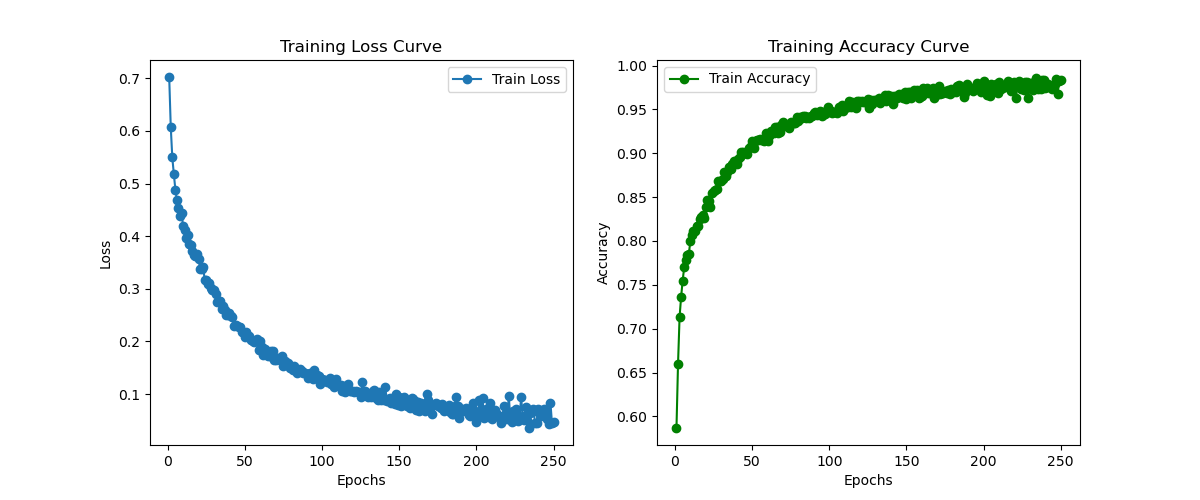 Training Loss Curve
Train Loss
0.7
0.6
0.5
0.4
0.3
0.2
0.1
Loss
0 50 100 150 200 250
Epochs
Training Accuracy Curve
Train Accuracy
1.00
0.95
0.90
0.85
0.80
0.75
0.70
0.65
0.60
Accuracy
0 50 100 150 200 250
Epochs